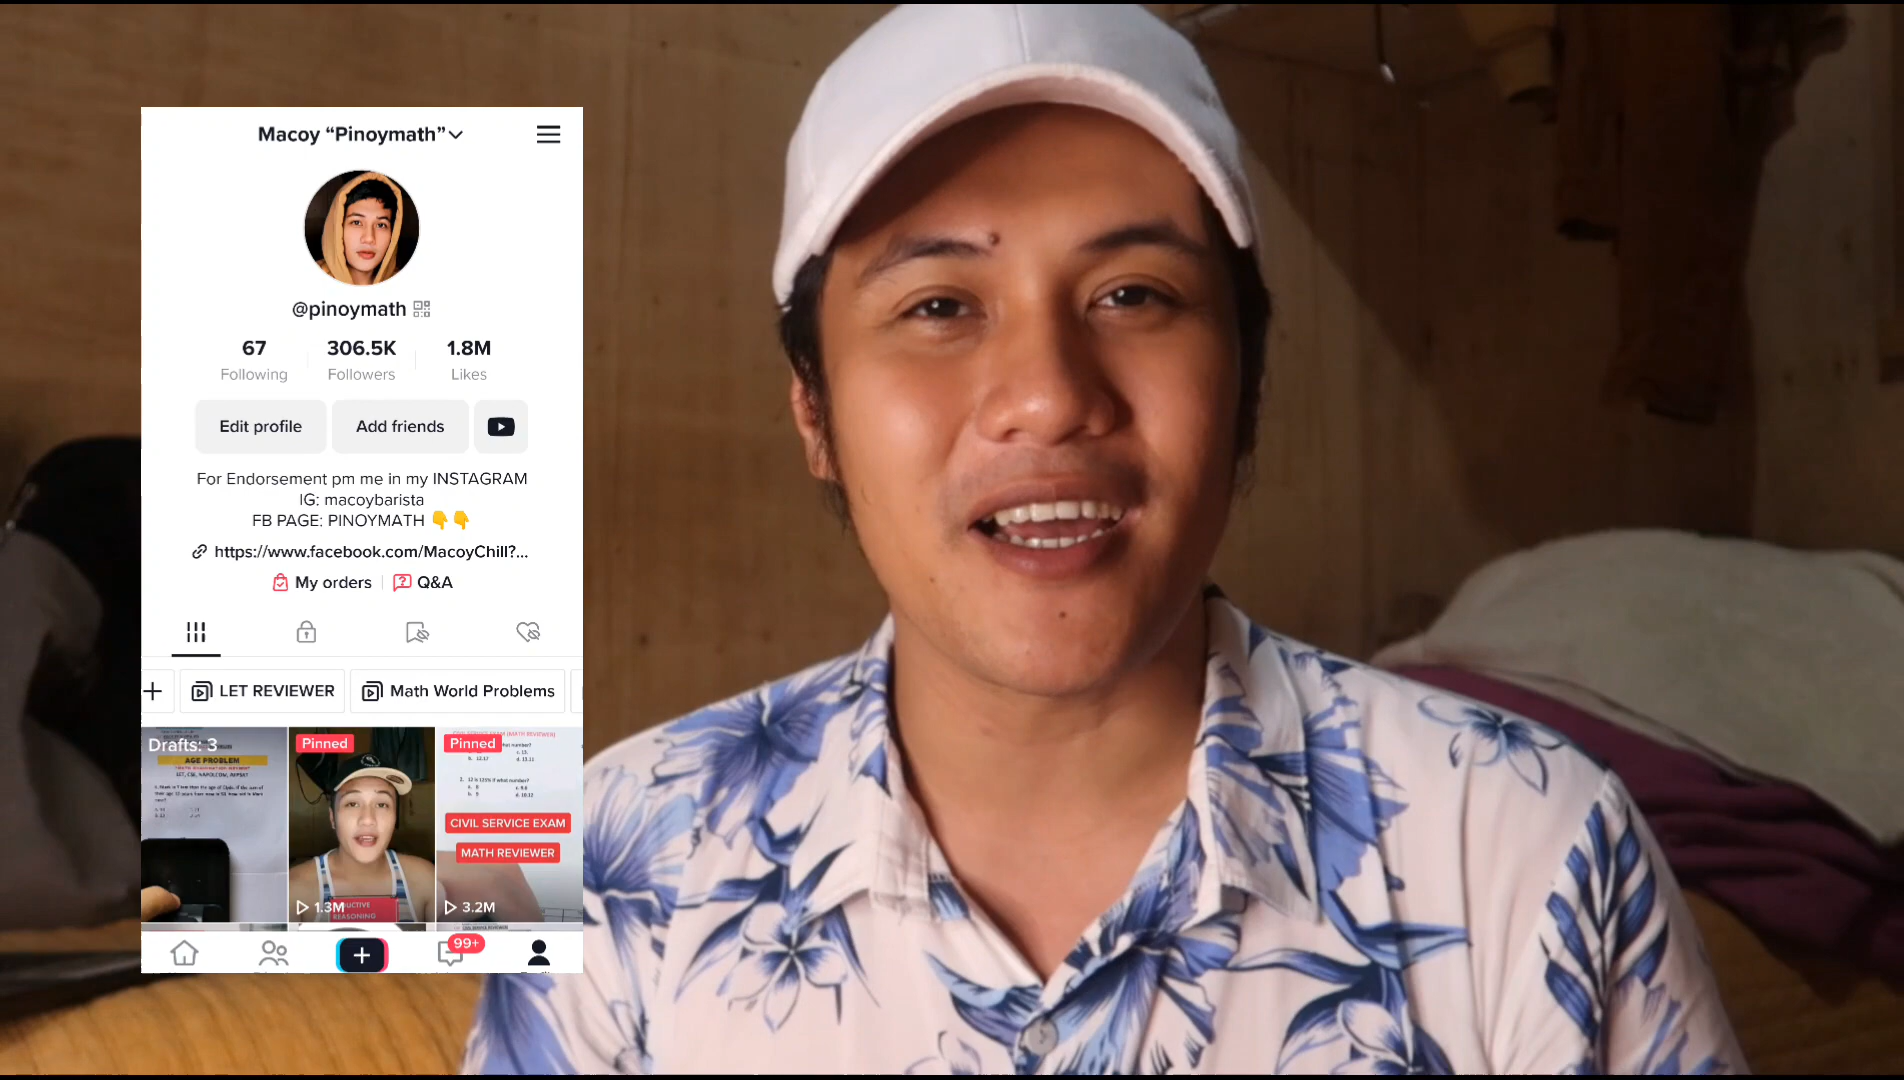 Macoy “Pinoymath”
@pinoymath
67 306.5K 1.8M
Following Followers Likes
Edit profile Add friends
For Endorsement pm me in my INSTAGRAM
IG: macoybarista
FB PAGE: PINOYMATH 👇👇
https://www.facebook.com/MacoyChill?...
My orders Q&A
LET REVIEWER Math World Problems
Drafts: 3
AGE PROBLEM
Pinned
1.3M
REASONING
Pinned
CIVIL SERVICE EXAM
MATH REVIEWER
3.2M
99+